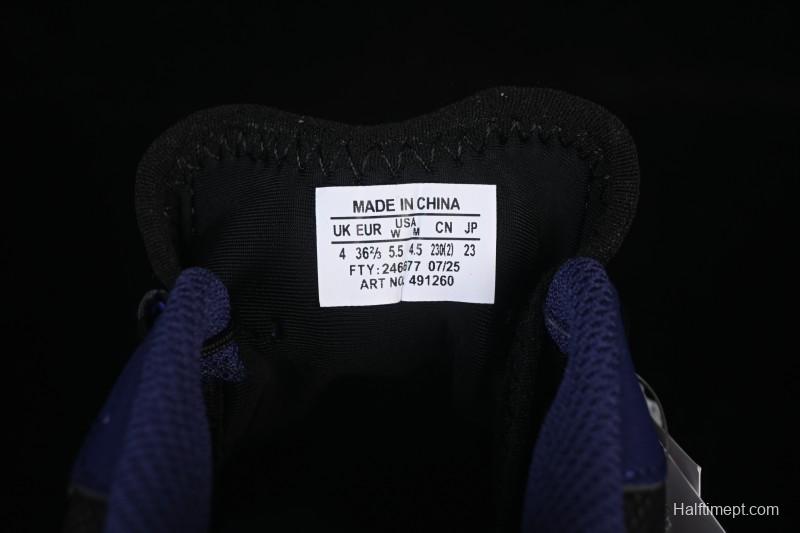 MADE IN CHINA
UK EUR USA W M CN JP
4 36⅔ 5.5 4.5 230(2) 23
FTY: 246677 07/25
ART NO. 491260
Halftimept.com